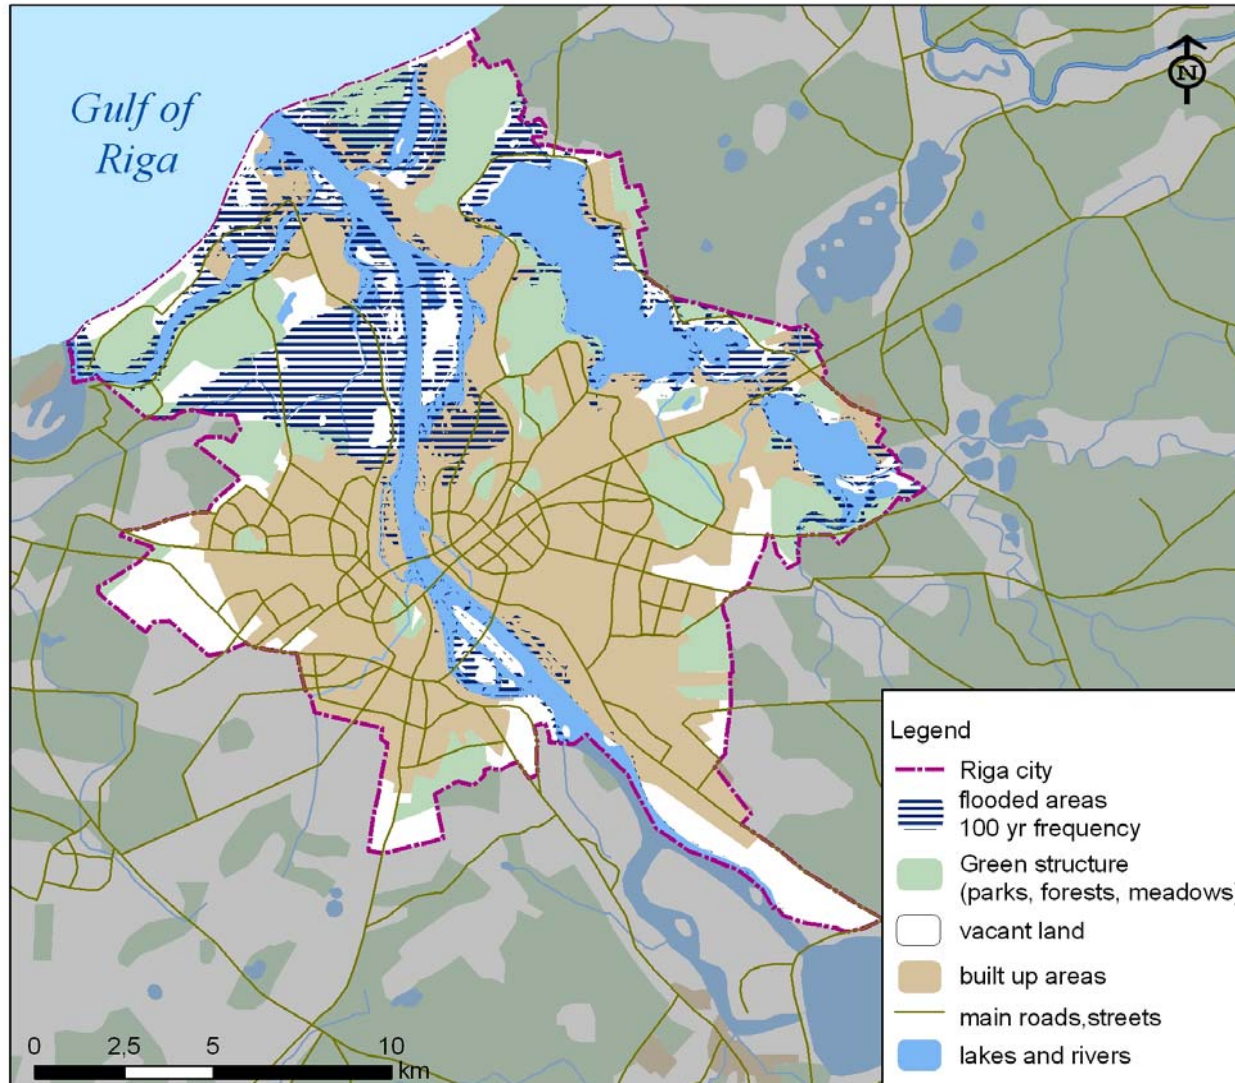 Gulf of
Riga
N
Legend
Riga city
flooded areas
100 yr frequency
Green structure
(parks, forests, meadows)
vacant land
built up areas
main roads,streets
lakes and rivers
0 2,5 5 10
km